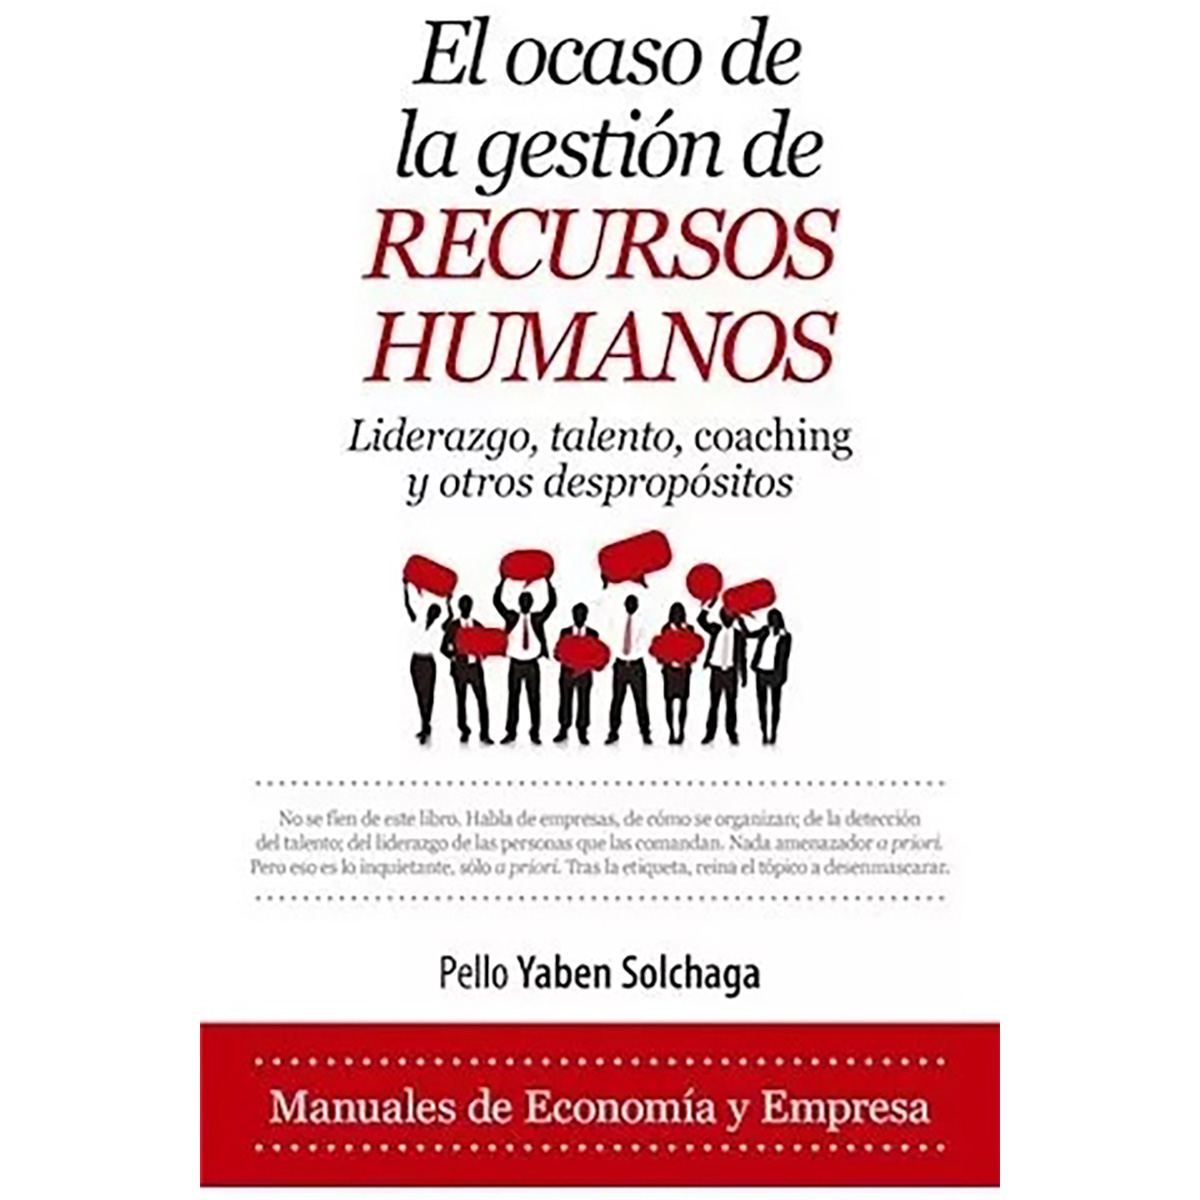 El ocaso de
la gestión de
RECURSOS
HUMANOS
Liderazgo, talento, coaching
y otros despropósitos
No se fíen de este libro. Habla de empresas, de cómo se organizan; de la detección
del talento; del liderazgo de las personas que las comandan. Nada amenazador a priori.
Pero eso es lo inquietante, sólo a priori. Tras la etiqueta, reina el tópico a desenmascarar.
Pello Yaben Solchaga
Manuales de Economía y Empresa